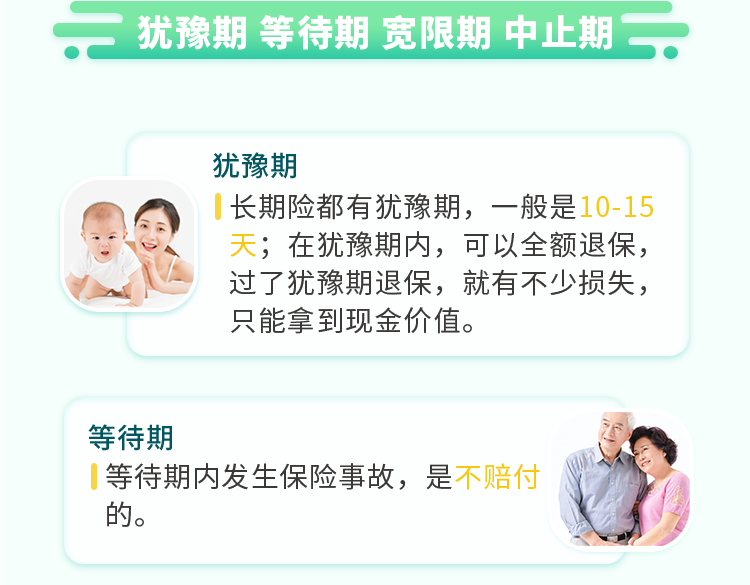 犹豫期 等待期 宽限期 中止期
犹豫期
长期险都有犹豫期，一般是10-15
天；在犹豫期内，可以全额退保，
过了犹豫期退保，就有不少损失，
只能拿到现金价值。
等待期
等待期内发生保险事故，是不赔付
的。